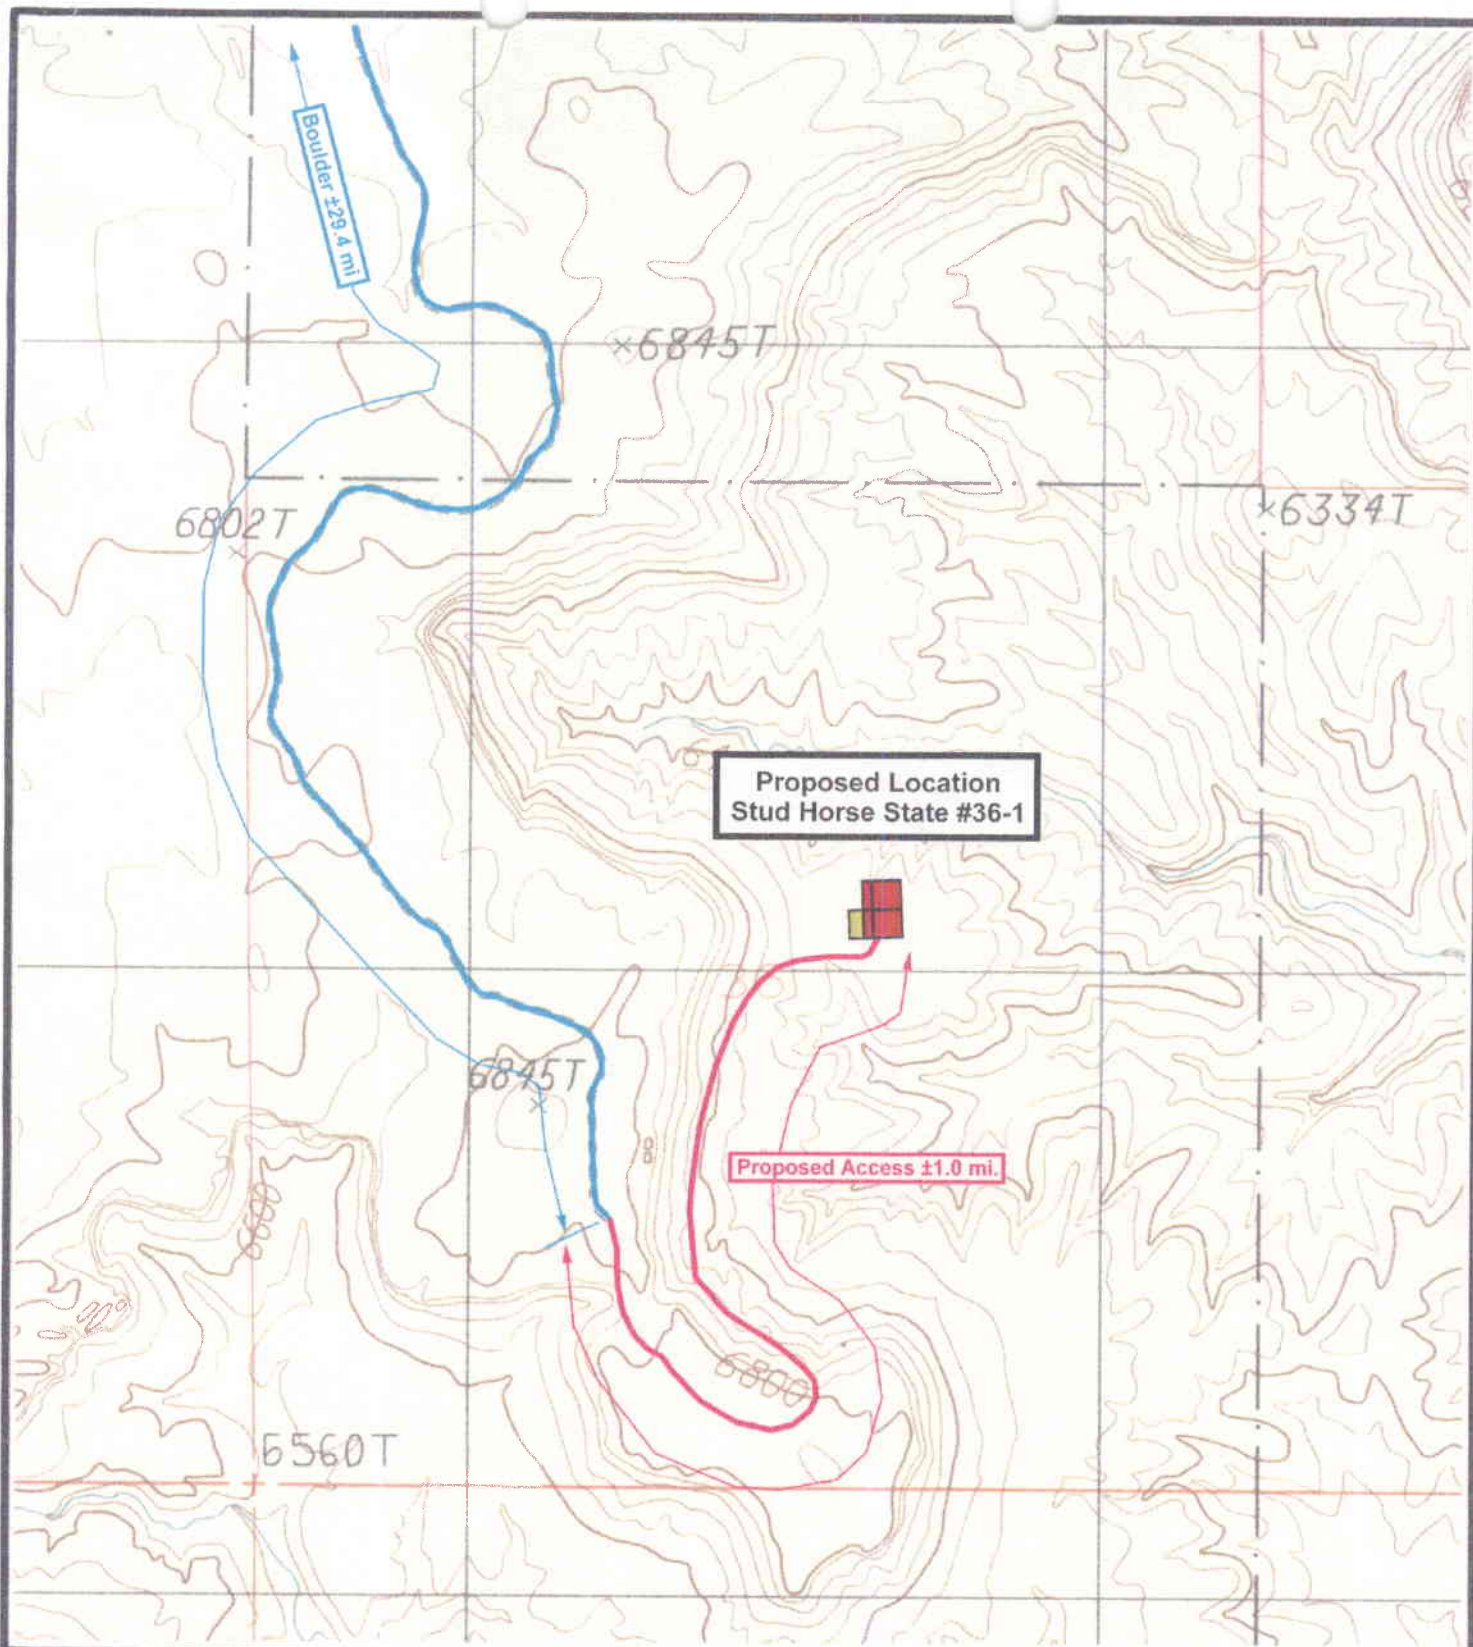 Boulder ±29.4 mi
6845T
6802T
6334T
Proposed Location
Stud Horse State #36-1
6845T
Proposed Access ±1.0 mi.
6600
6800
6560T